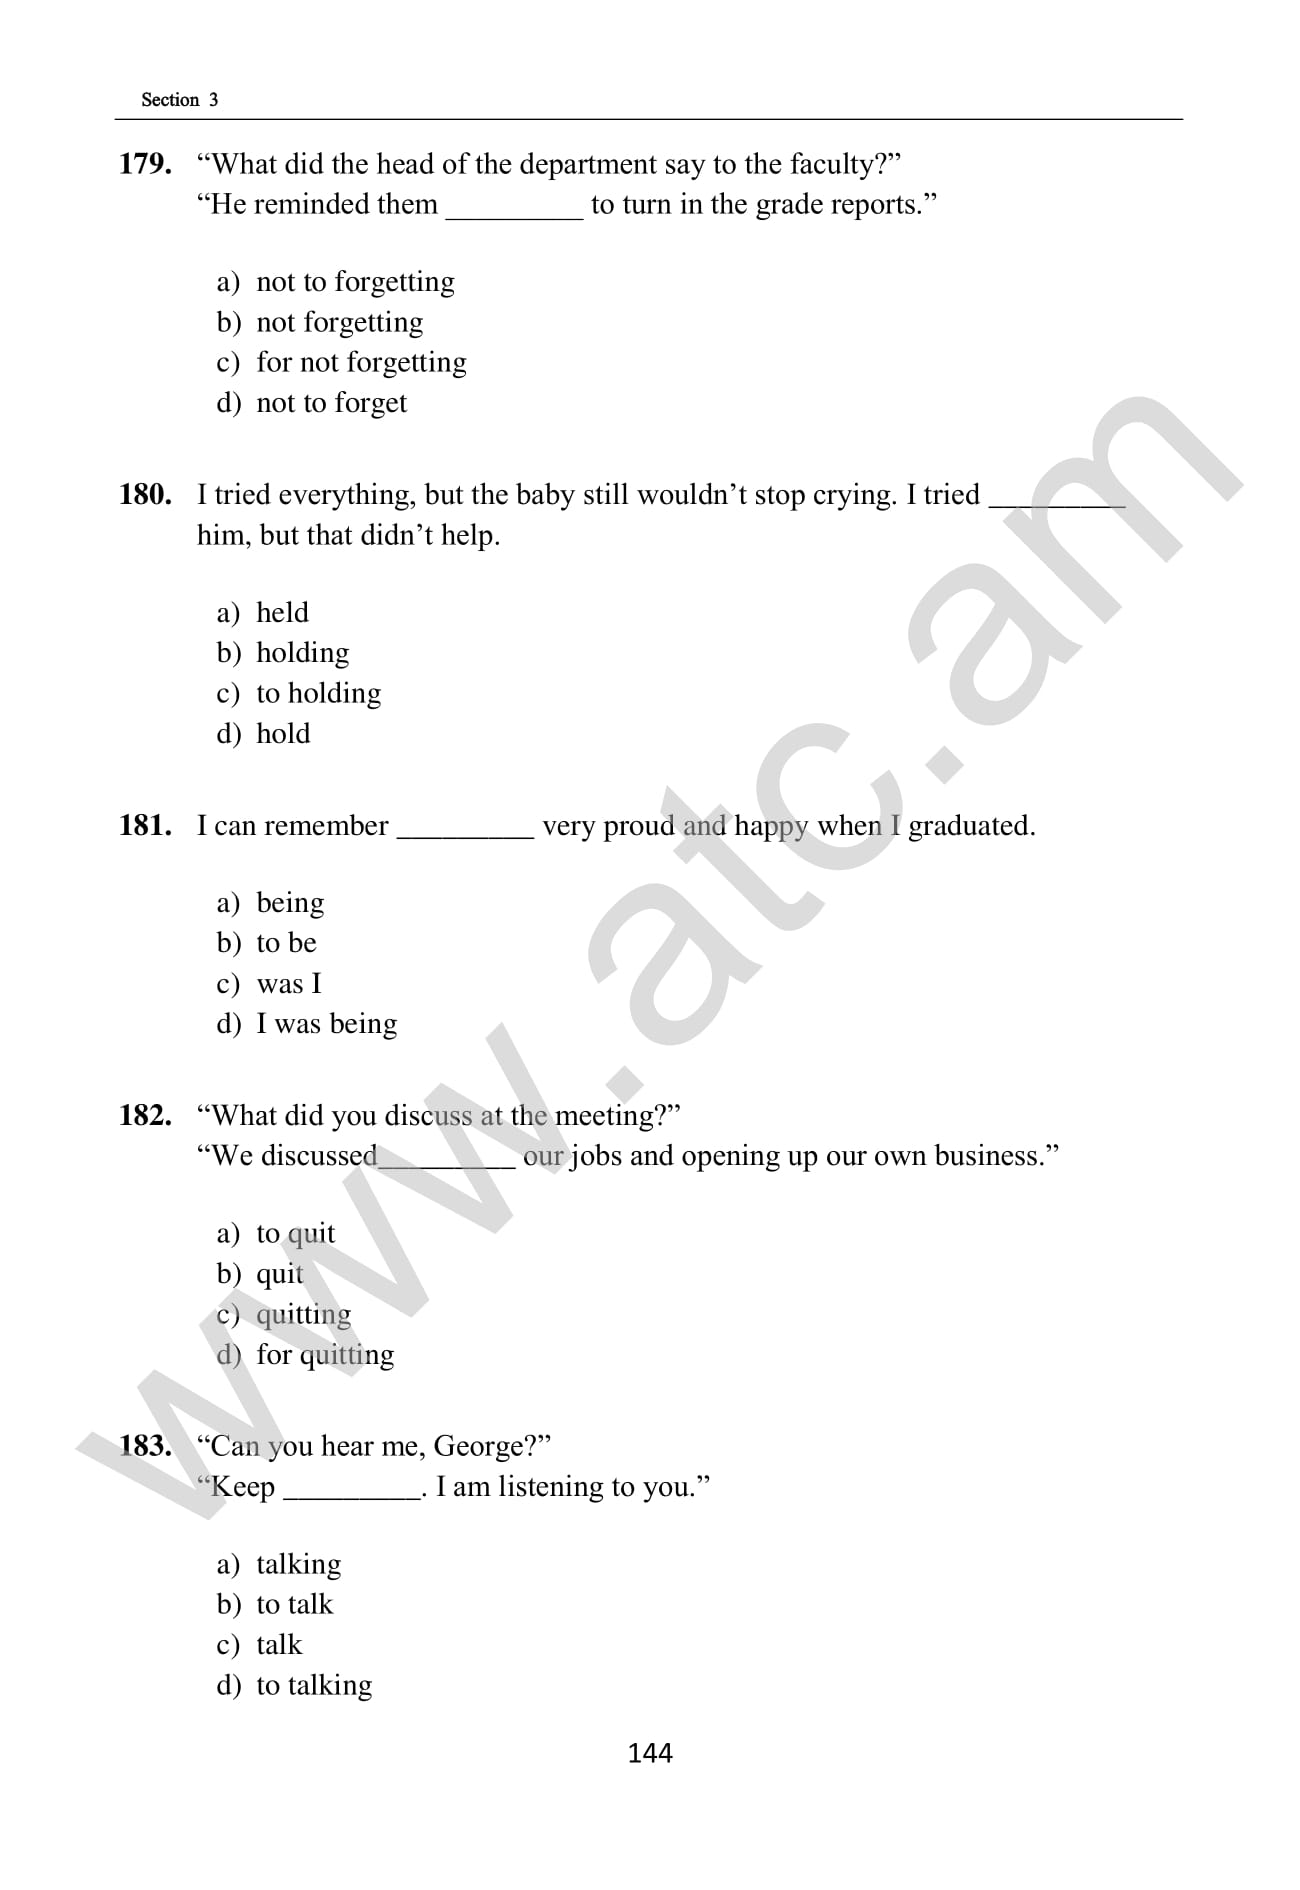 Section 3
179. “What did the head of the department say to the faculty?”
“He reminded them _________ to turn in the grade reports.”
a) not to forgetting
b) not forgetting
c) for not forgetting
d) not to forget
180. I tried everything, but the baby still wouldn’t stop crying. I tried _________
him, but that didn’t help.
a) held
b) holding
c) to holding
d) hold
181. I can remember _________ very proud and happy when I graduated.
a) being
b) to be
c) was I
d) I was being
182. “What did you discuss at the meeting?”
“We discussed_________ our jobs and opening up our own business.”
a) to quit
b) quit
c) quitting
d) for quitting
183. “Can you hear me, George?”
“Keep _________. I am listening to you.”
a) talking
b) to talk
c) talk
d) to talking
144
www.atc.am